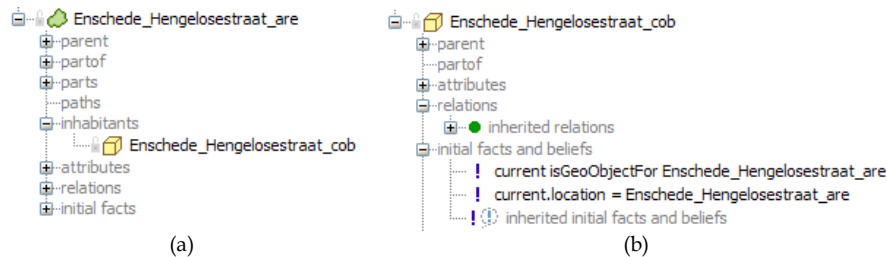 Enschede_Hengelosestraat_are
parent
partof
parts
paths
inhabitants
Enschede_Hengelosestraat_cob
attributes
relations
initial facts
(a)
Enschede_Hengelosestraat_cob
parent
partof
attributes
relations
inherited relations
initial facts and beliefs
current isGeoObjectFor Enschede_Hengelosestraat_are
current.location = Enschede_Hengelosestraat_are
inherited initial facts and beliefs
(b)